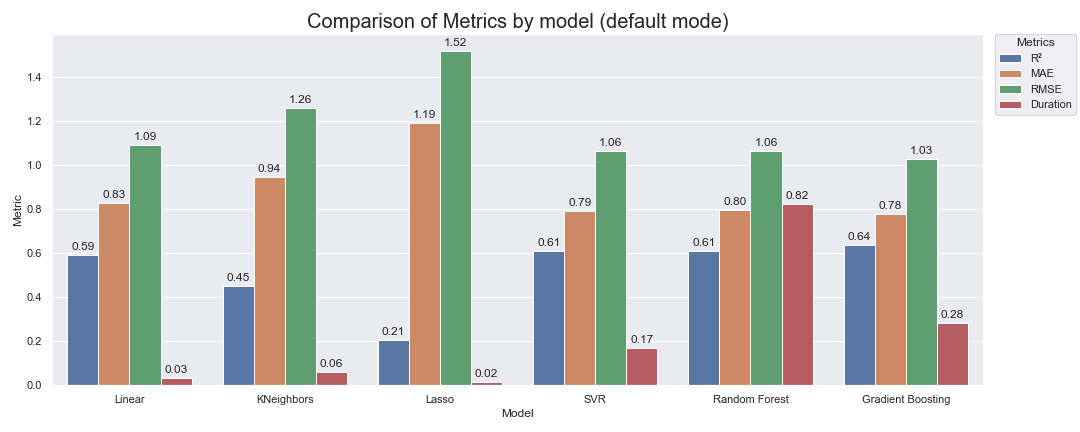 Comparison of Metrics by model (default mode)
Metrics
R²
MAE
RMSE
Duration
Metric
1.4
1.2
1.0
0.8
0.6
0.4
0.2
0.0
0.59
0.83
1.09
0.03
0.45
0.94
1.26
0.06
0.21
1.19
1.52
0.02
0.61
0.79
1.06
0.17
0.61
0.80
1.06
0.82
0.64
0.78
1.03
0.28
Linear
KNeighbors
Lasso
SVR
Random Forest
Gradient Boosting
Model